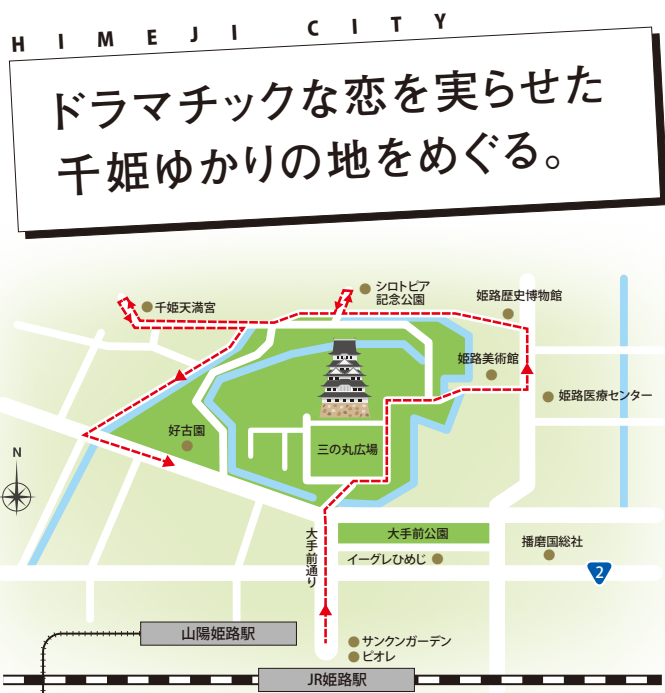 HIMEJI CITY
ドラマチックな恋を実らせた
千姫ゆかりの地をめぐる。
シロトピア
記念公園
千姫天満宮
姫路歴史博物館
姫路美術館
姫路医療センター
好古園
三の丸広場
N
大手前通り
大手前公園
播磨国総社
イーグレひめじ
2
山陽姫路駅
サンクンガーデン
ピオレ
JR姫路駅